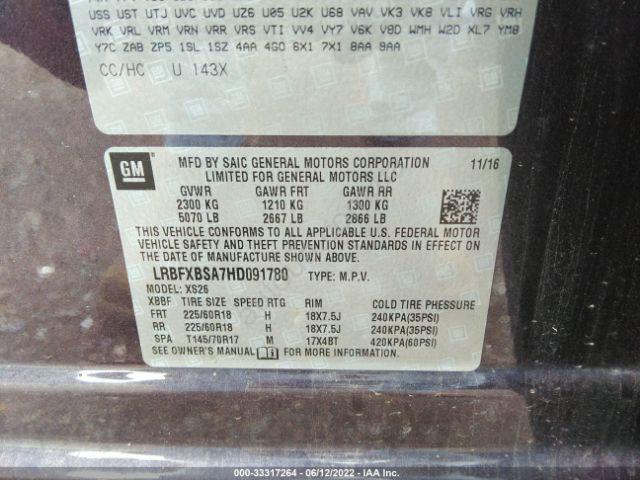 USS UST UVC UVD UZ6 U05 U2K U68 VAV VK3 VK8 VLI VRG VRH
VRK VRL VRM VRN VRR VRS VTI VV4 VY7 V6K V8D WMH W2D XL7 YM8
Y7C ZAB ZP5 1SL 1SZ 4AA 4GO 6X1 7X1 8AA 9AA
CC/HC U 143X
GM
MFD BY SAIC GENERAL MOTORS CORPORATION 11/16
LIMITED FOR GENERAL MOTORS LLC
GVWR GAWR FRT GAWR RR
2300 KG 1210 KG 1300 KG
5070 LB 2667 LB 2866 LB
THIS VEHICLE CONFORMS TO ALL APPLICABLE U.S. FEDERAL MOTOR
VEHICLE SAFETY AND THEFT PREVENTION STANDARDS IN EFFECT ON
THE DATE OF MANUFACTURE SHOWN ABOVE.
LRBFXBSA7HD091780 TYPE: M.P.V.
MODEL: XS26
XBBF TIRE SIZE SPEED RTG RIM COLD TIRE PRESSURE
FRT 225/60R18 H 18X7.5J 240KPA(35PSI)
RR 225/60R18 H 18X7.5J 240KPA(35PSI)
SPA T145/70R17 M 17X4BT 420KPA(60PSI)
SEE OWNER'S MANUAL FOR MORE INFORMATION
000-33317264 - 06/12/2022 - IAA Inc.